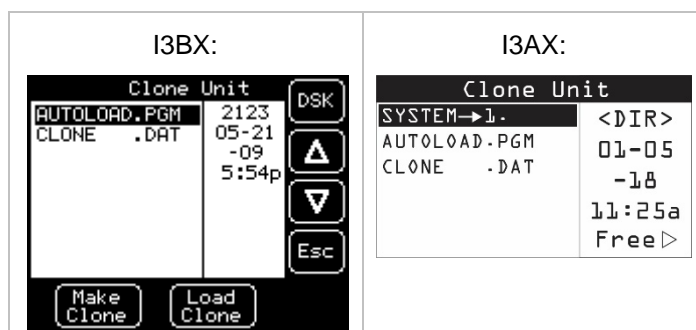 I3BX:
Clone Unit
DSK
AUTOLOAD.PGM 2123
CLONE .DAT 05-21
-09
5:54p
Esc
Make Clone
Load Clone
I3AX:
Clone Unit
SYSTEM→1. <DIR>
AUTOLOAD.PGM 01-05
CLONE .DAT -18
11:25a
Free▷